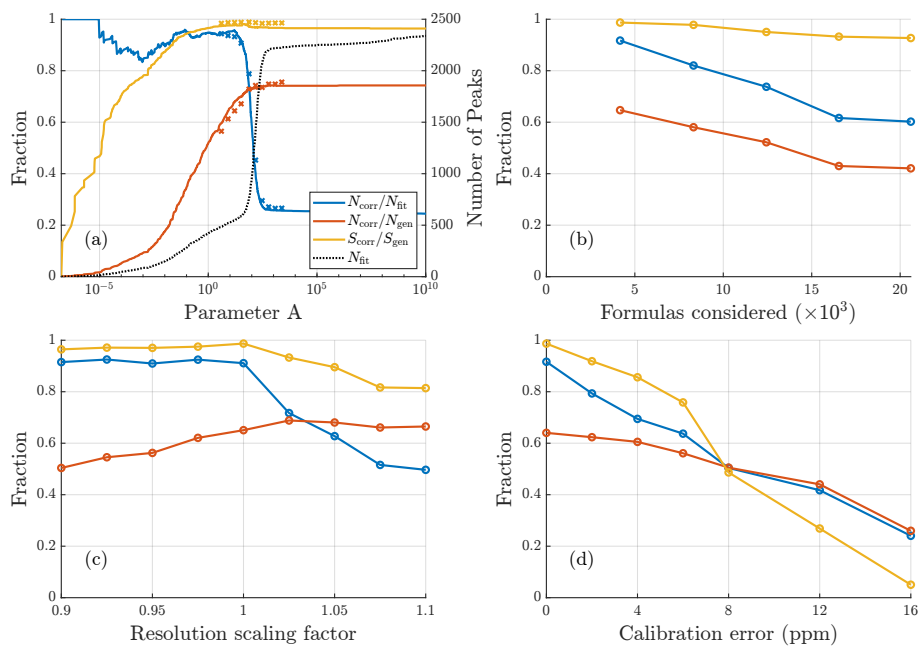 1
0.8
0.6
0.4
0.2
0
Fraction
2500
2000
1500
1000
500
0
Number of Peaks
(a)
N_corr/N_fit
N_corr/N_gen
S_corr/S_gen
N_fit
10^-5
10^0
10^5
10^10
Parameter A
1
0.8
0.6
0.4
0.2
0
Fraction
(b)
0
5
10
15
20
Formulas considered (×10^3)
1
0.8
0.6
0.4
0.2
0
Fraction
(c)
0.9
0.95
1
1.05
1.1
Resolution scaling factor
1
0.8
0.6
0.4
0.2
0
Fraction
(d)
0
4
8
12
16
Calibration error (ppm)